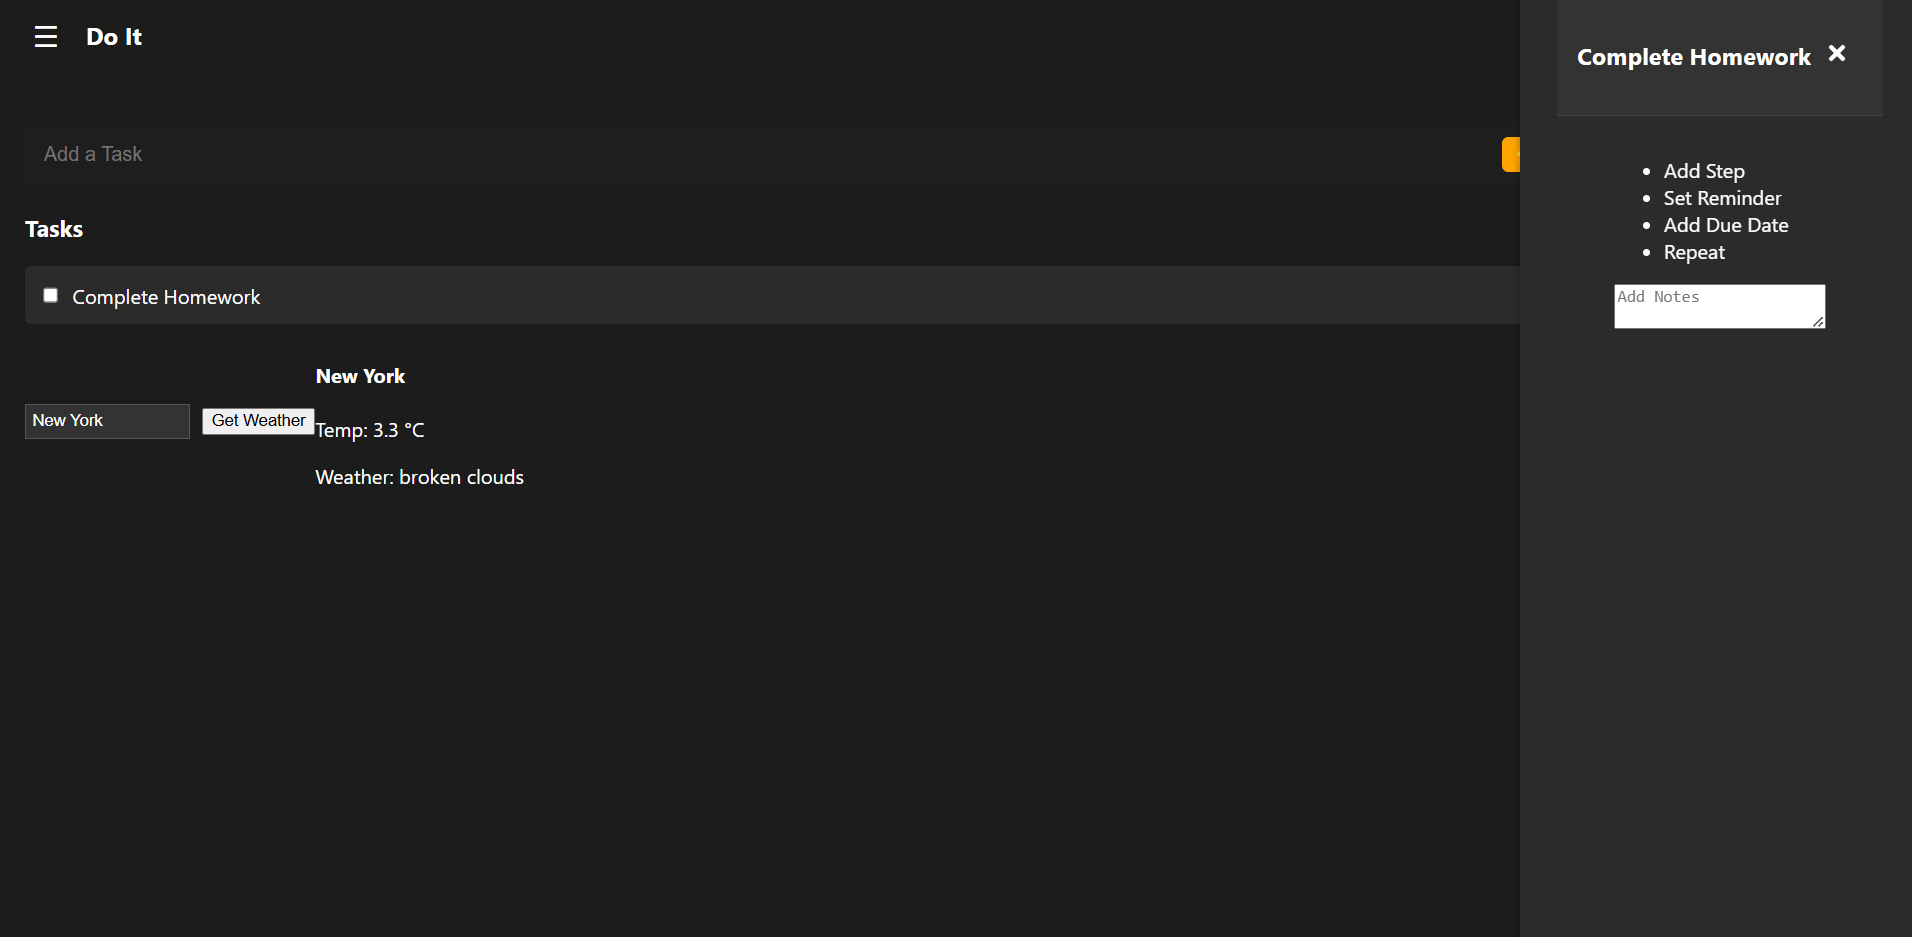 ☰ Do It
Add a Task
Tasks
Complete Homework
New York
Get Weather
New York
Temp: 3.3 °C
Weather: broken clouds
Complete Homework ×
• Add Step
• Set Reminder
• Add Due Date
• Repeat
Add Notes